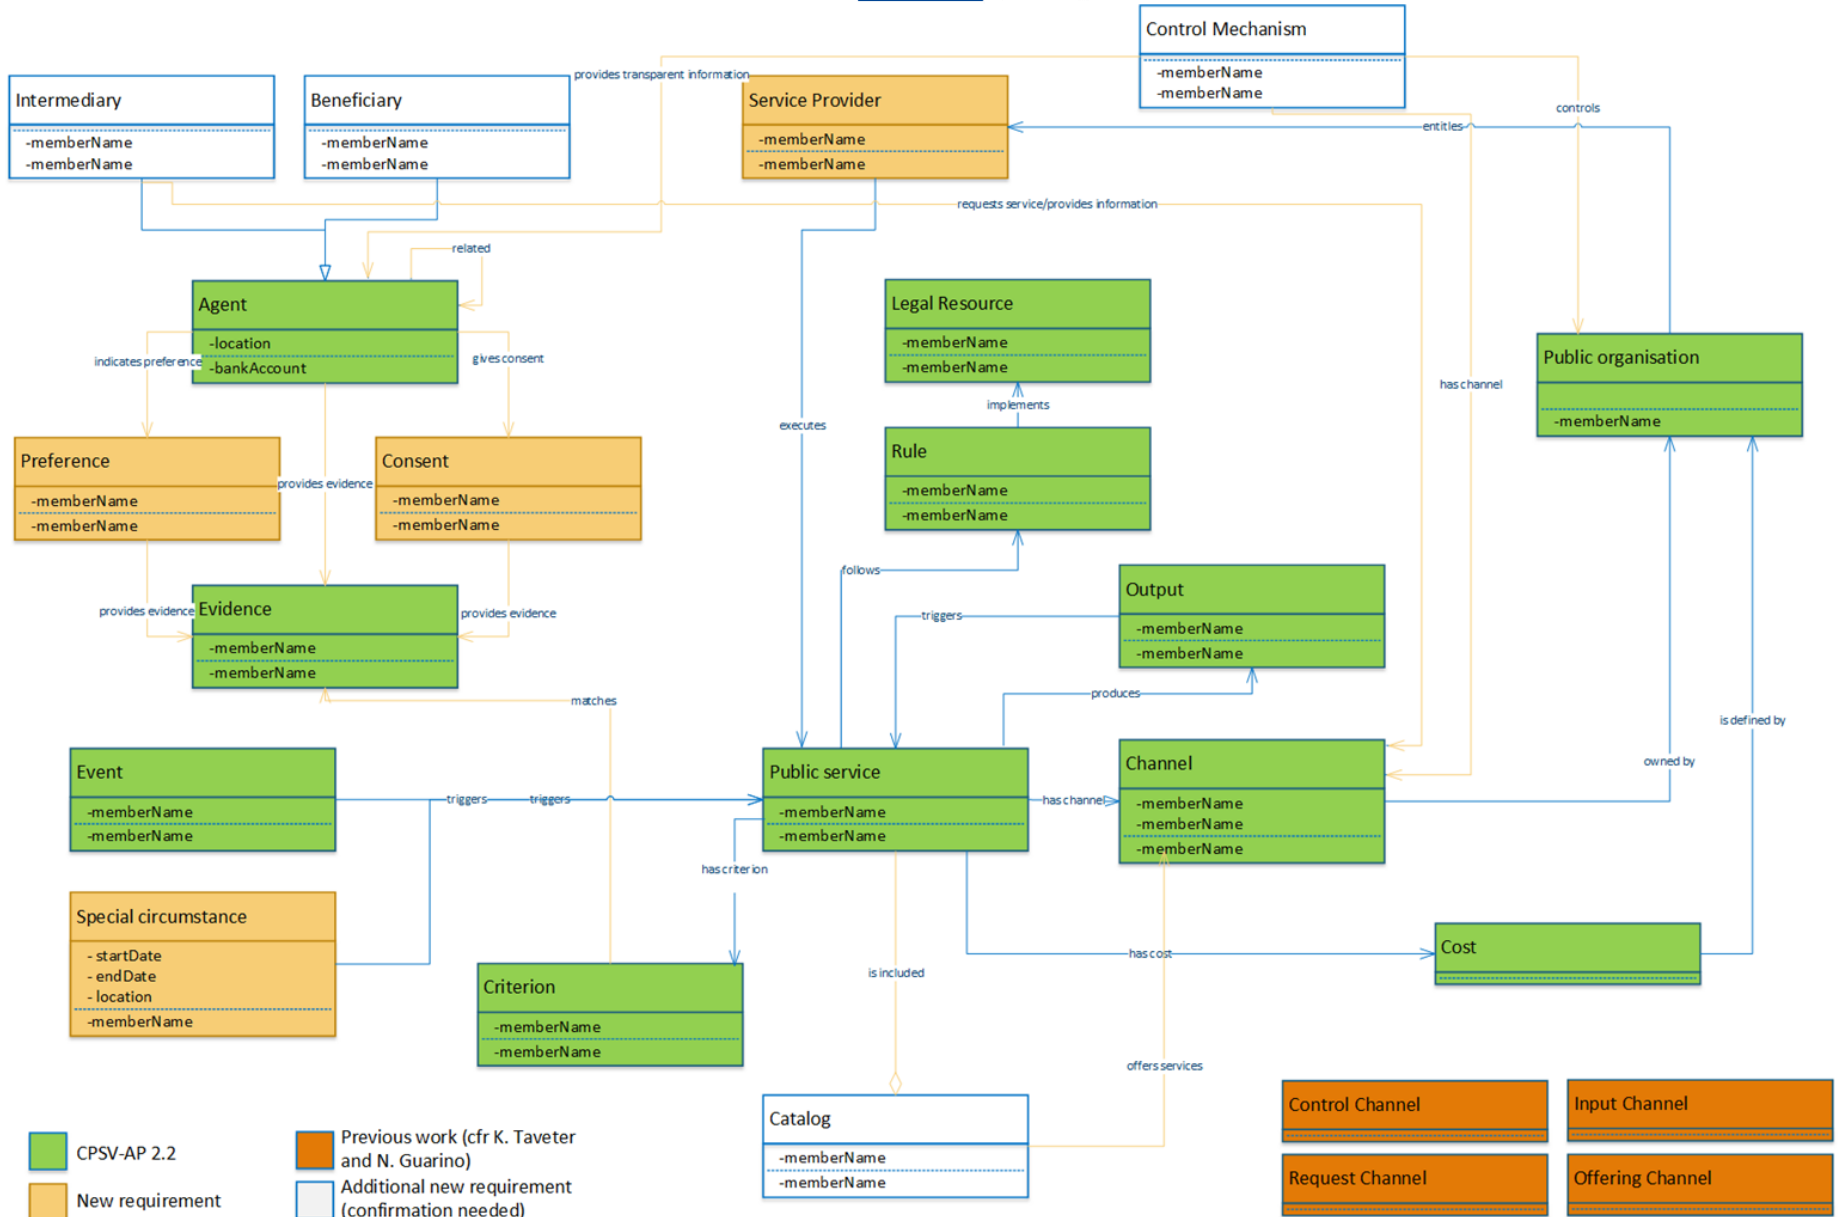 Control Mechanism
-memberName
-memberName
Intermediary
-memberName
-memberName
Beneficiary
-memberName
-memberName
provides transparent information
Service Provider
-memberName
-memberName
controls
entitles
requests service/provides information
related
Agent
-location
-bankAccount
indicates preference
gives consent
Legal Resource
-memberName
-memberName
implements
Public organisation
-memberName
has channel
executes
Preference
-memberName
-memberName
provides evidence
Consent
-memberName
-memberName
Rule
-memberName
-memberName
follows
provides evidence
Evidence
-memberName
-memberName
provides evidence
Output
-memberName
-memberName
triggers
produces
matches
is defined by
Event
-memberName
-memberName
triggers
triggers
Public service
-memberName
-memberName
has channel
Channel
-memberName
-memberName
-memberName
owned by
has criterion
Special circumstance
- startDate
- endDate
- location
-memberName
Criterion
-memberName
-memberName
is included
has cost
Cost
offers services
Catalog
-memberName
-memberName
Control Channel
Input Channel
Request Channel
Offering Channel
CPSV-AP 2.2
Previous work (cfr K. Taveter
and N. Guarino)
New requirement
Additional new requirement
(confirmation needed)